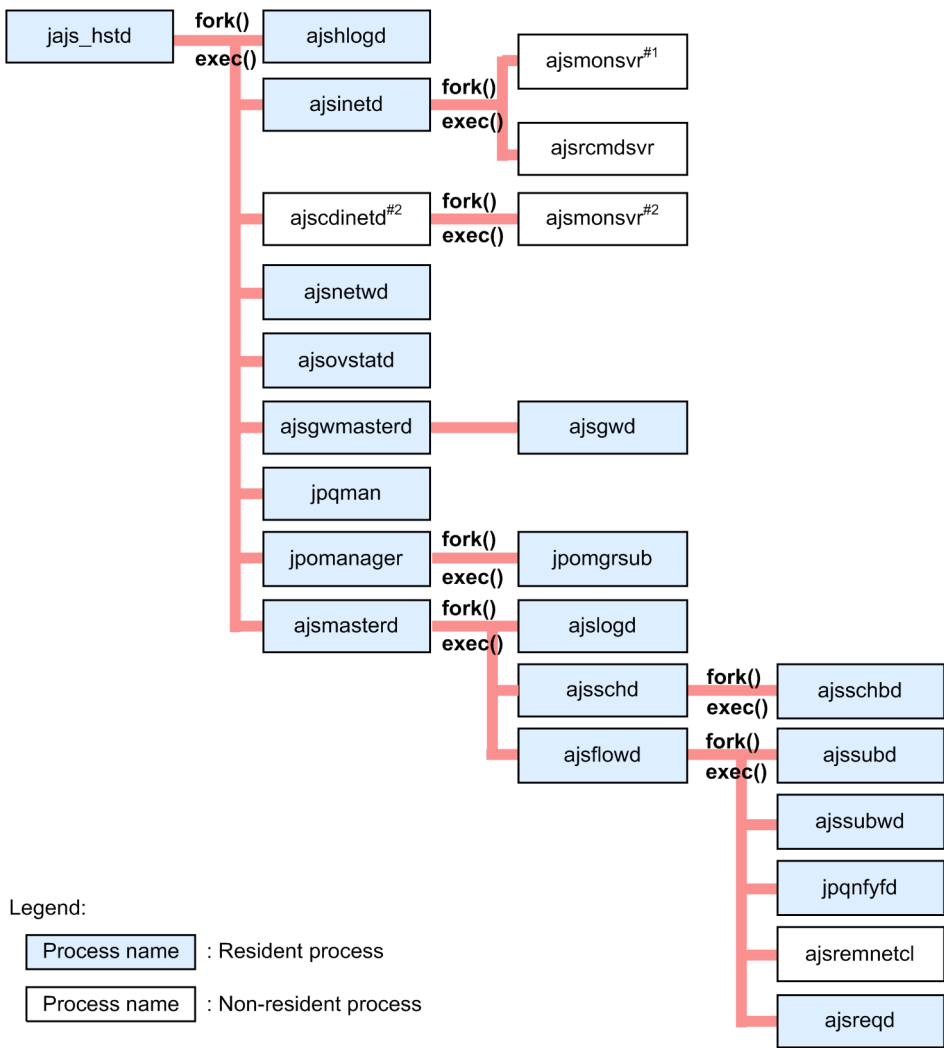 jajs_hstd
fork()
exec()
ajshlogd
ajsinetd
fork()
exec()
ajsmonsvr#1
ajsrcmdsvr
ajscdinetd#2
fork()
exec()
ajsmonsvr#2
ajsnetwd
ajsovstatd
ajsgwmasterd
ajsgwd
jpqman
jpomanager
fork()
exec()
jpomgrsub
ajsmasterd
fork()
exec()
ajslogd
ajsschd
fork()
exec()
ajsschbd
ajsflowd
fork()
exec()
ajssubd
ajssubwd
jpqnfyfd
ajsremnetcl
ajsreqd
Legend:
Process name : Resident process
Process name : Non-resident process